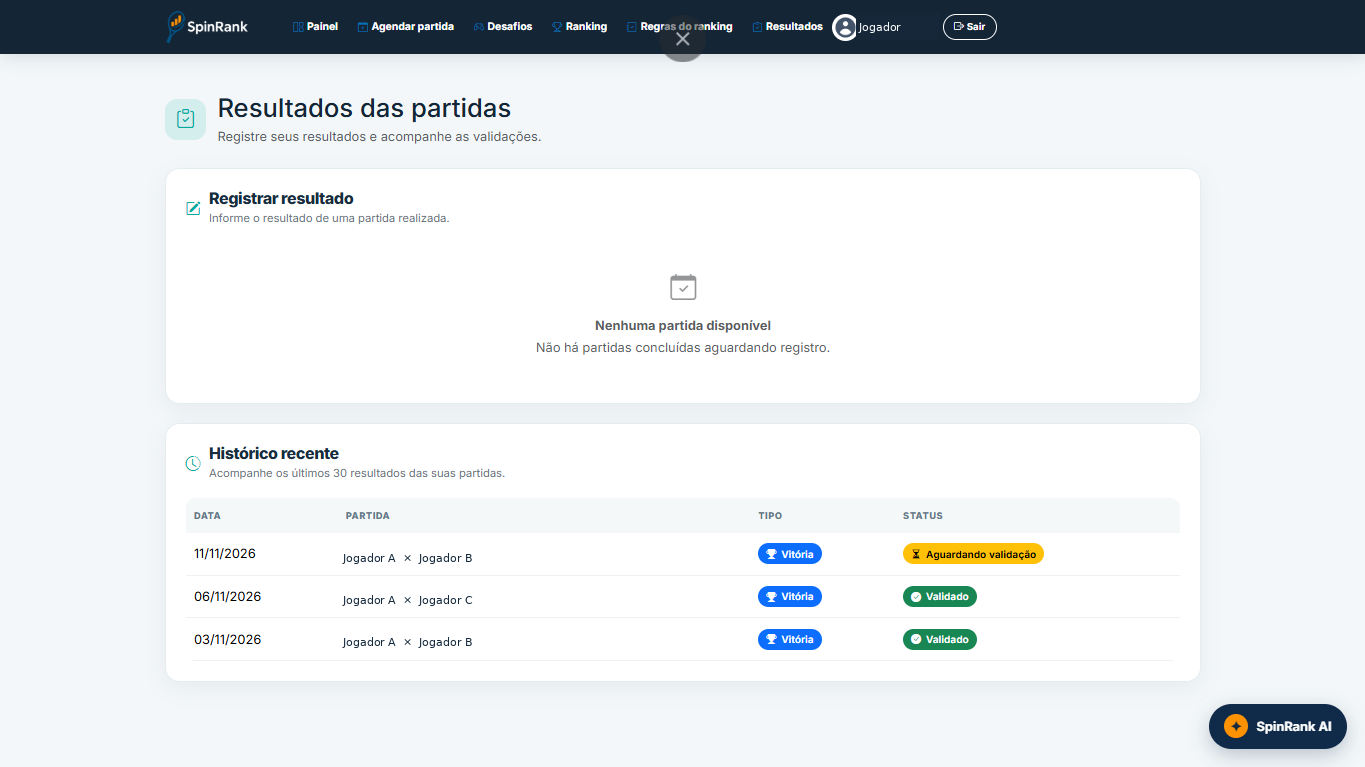 SpinRank Painel Agendar partida Desafios Ranking Regras do ranking Resultados Jogador Sair
Resultados das partidas
Registre seus resultados e acompanhe as validações.
Registrar resultado
Informe o resultado de uma partida realizada.
Nenhuma partida disponível
Não há partidas concluídas aguardando registro.
Histórico recente
Acompanhe os últimos 30 resultados das suas partidas.
DATA PARTIDA TIPO STATUS
11/11/2026 Jogador A × Jogador B Vitória Aguardando validação
06/11/2026 Jogador A × Jogador C Vitória Validado
03/11/2026 Jogador A × Jogador B Vitória Validado
SpinRank AI